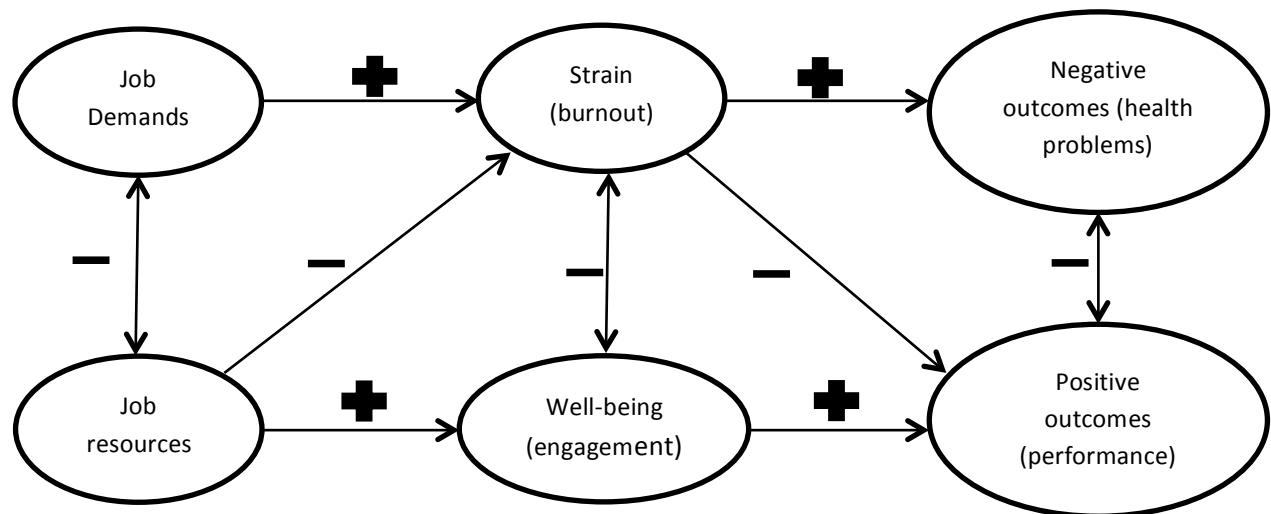 Job
Demands
Strain
(burnout)
Negative
outcomes (health
problems)
Job
resources
Well-being
(engagement)
Positive
outcomes
(performance)